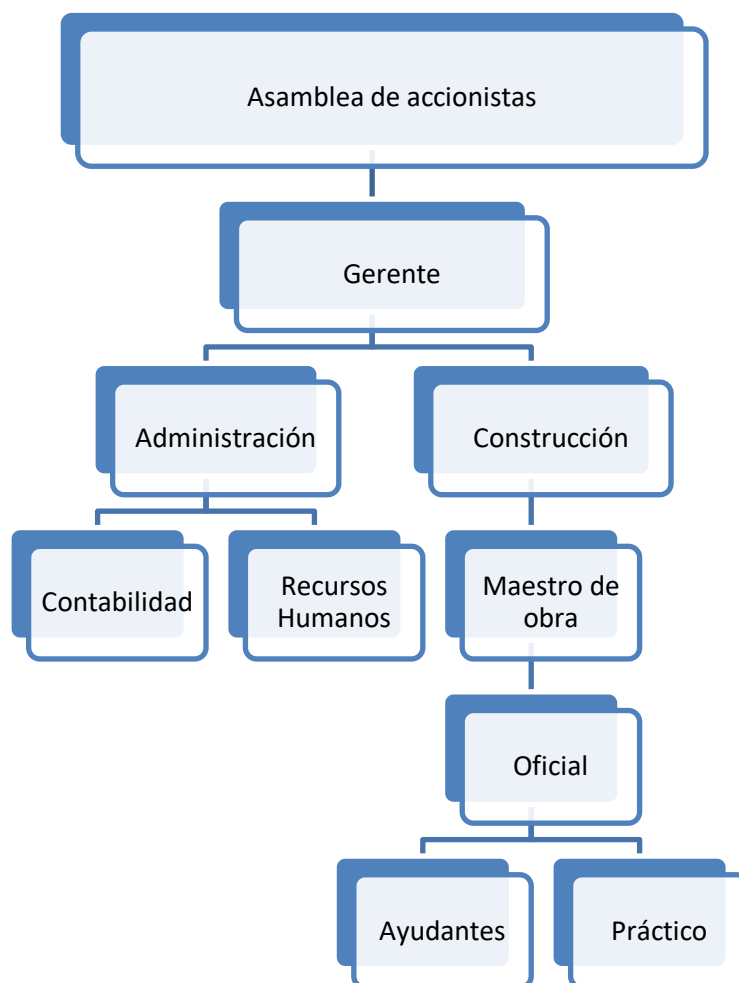 Asamblea de accionistas
Gerente
Administración
Construcción
Contabilidad
Recursos
Humanos
Maestro de
obra
Oficial
Ayudantes
Práctico